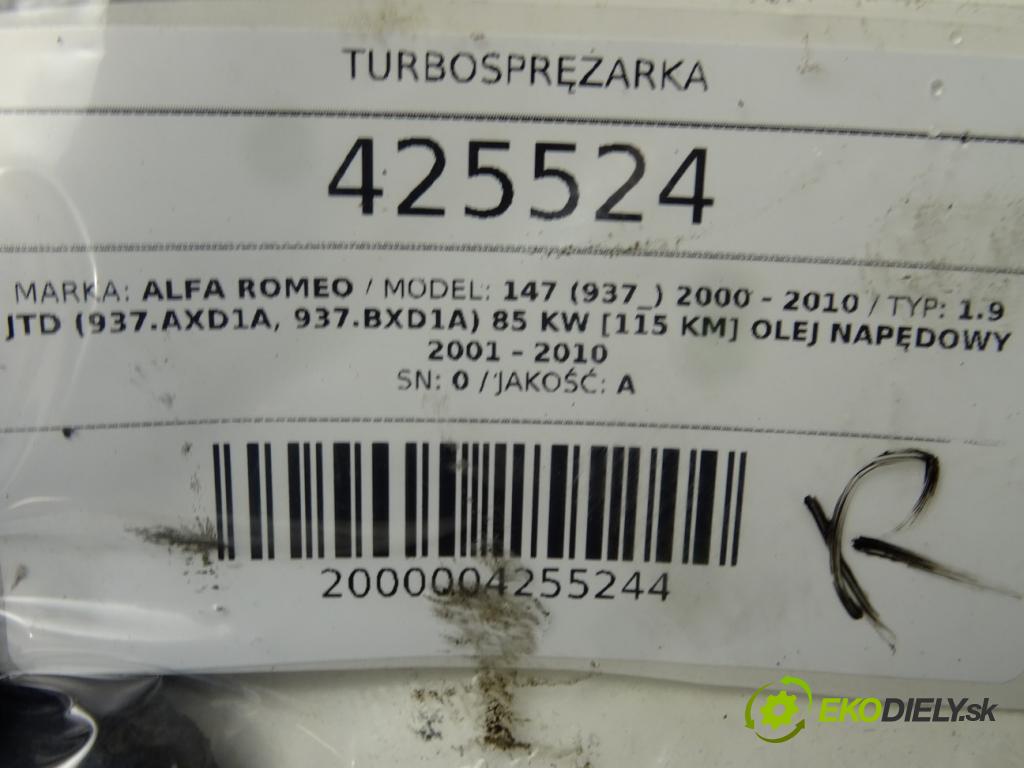 TURBOSPRĘŻARKA
425524
MARKA: ALFA ROMEO / MODEL: 147 (937_) 2000 - 2010 / TYP: 1.9
JTD (937.AXD1A, 937.BXD1A) 85 KW [115 KM] OLEJ NAPĘDOWY
2001 - 2010
SN: 0 / JAKOŚĆ: A
2000004255244
R
EKODIELY.sk